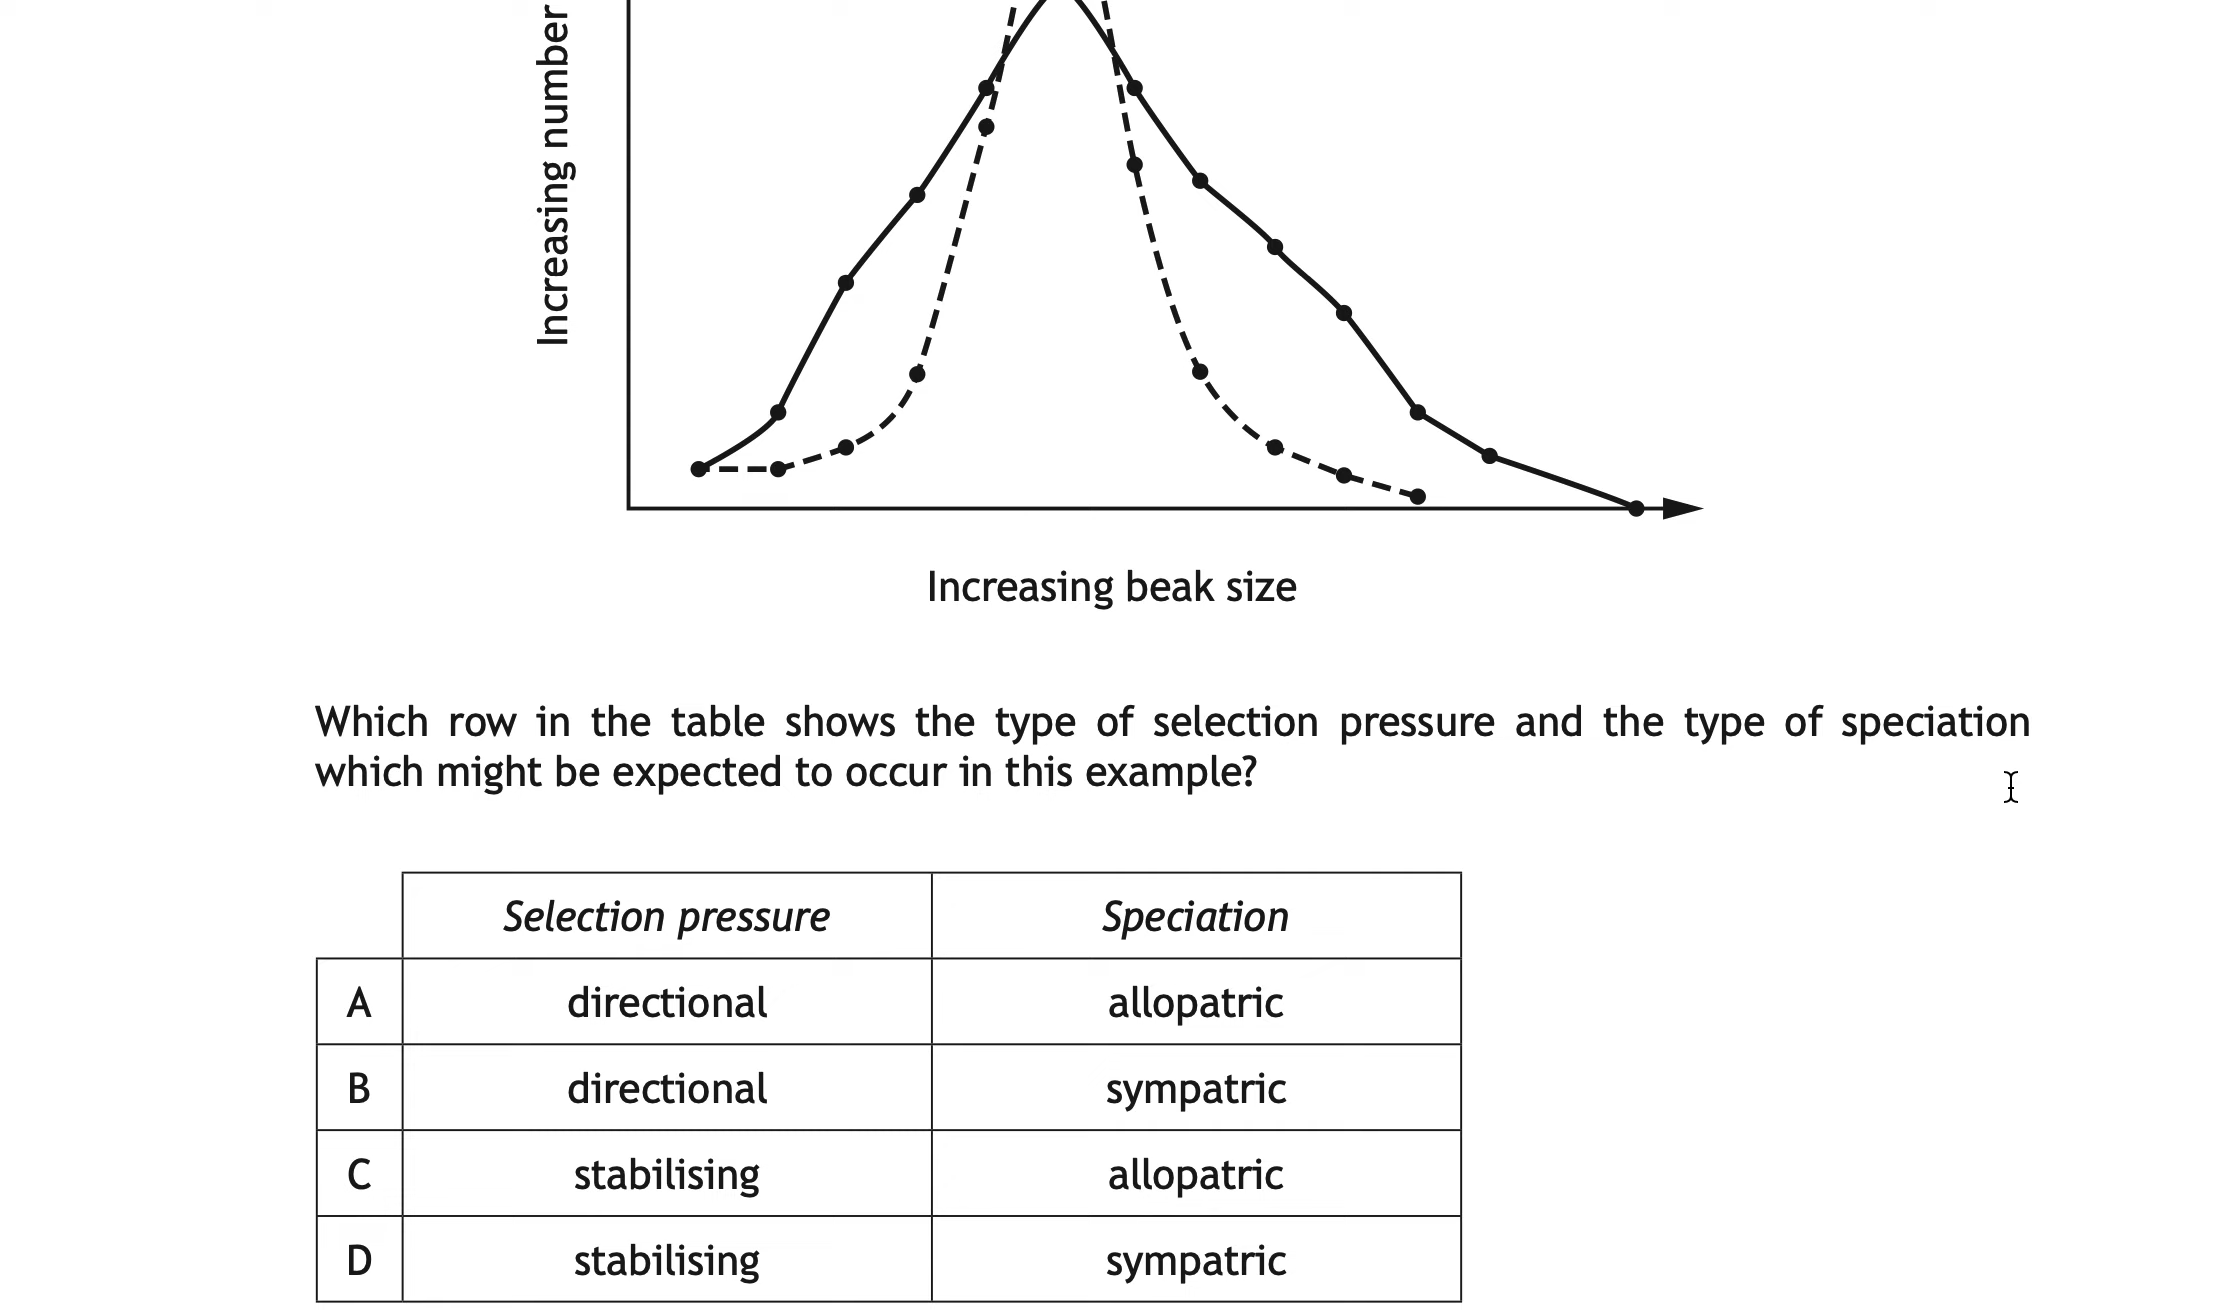 Increasing number
Increasing beak size
Which row in the table shows the type of selection pressure and the type of speciation
which might be expected to occur in this example?
Selection pressure Speciation
A directional allopatric
B directional sympatric
C stabilising allopatric
D stabilising sympatric